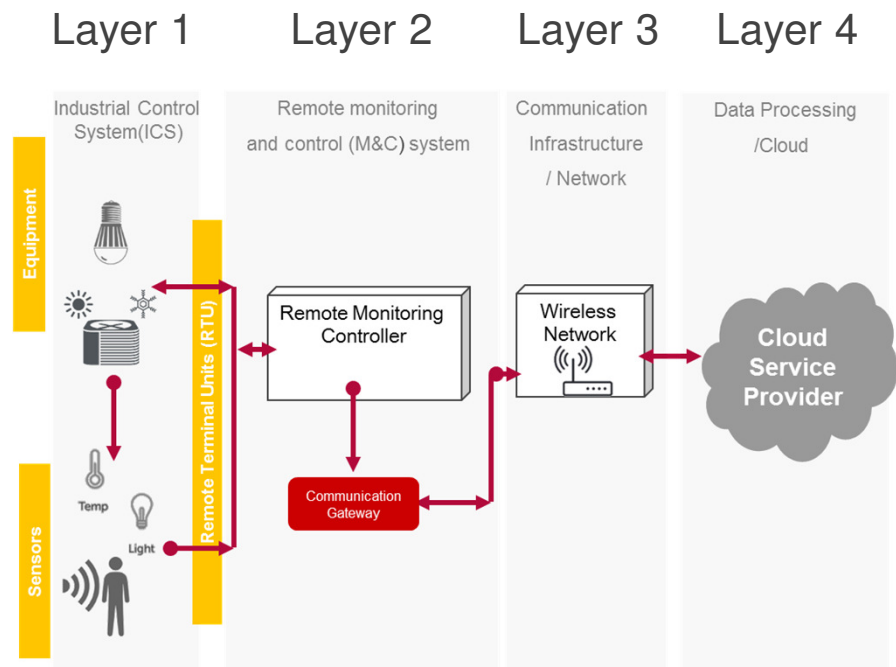 Layer 1
Layer 2
Layer 3
Layer 4
Industrial Control
System(ICS)
Remote monitoring
and control (M&C) system
Communication
Infrastructure
/ Network
Data Processing
/Cloud
Equipment
Sensors
Temp
Light
Remote Terminal Units (RTU)
Remote Monitoring
Controller
Communication
Gateway
Wireless
Network
Cloud
Service
Provider